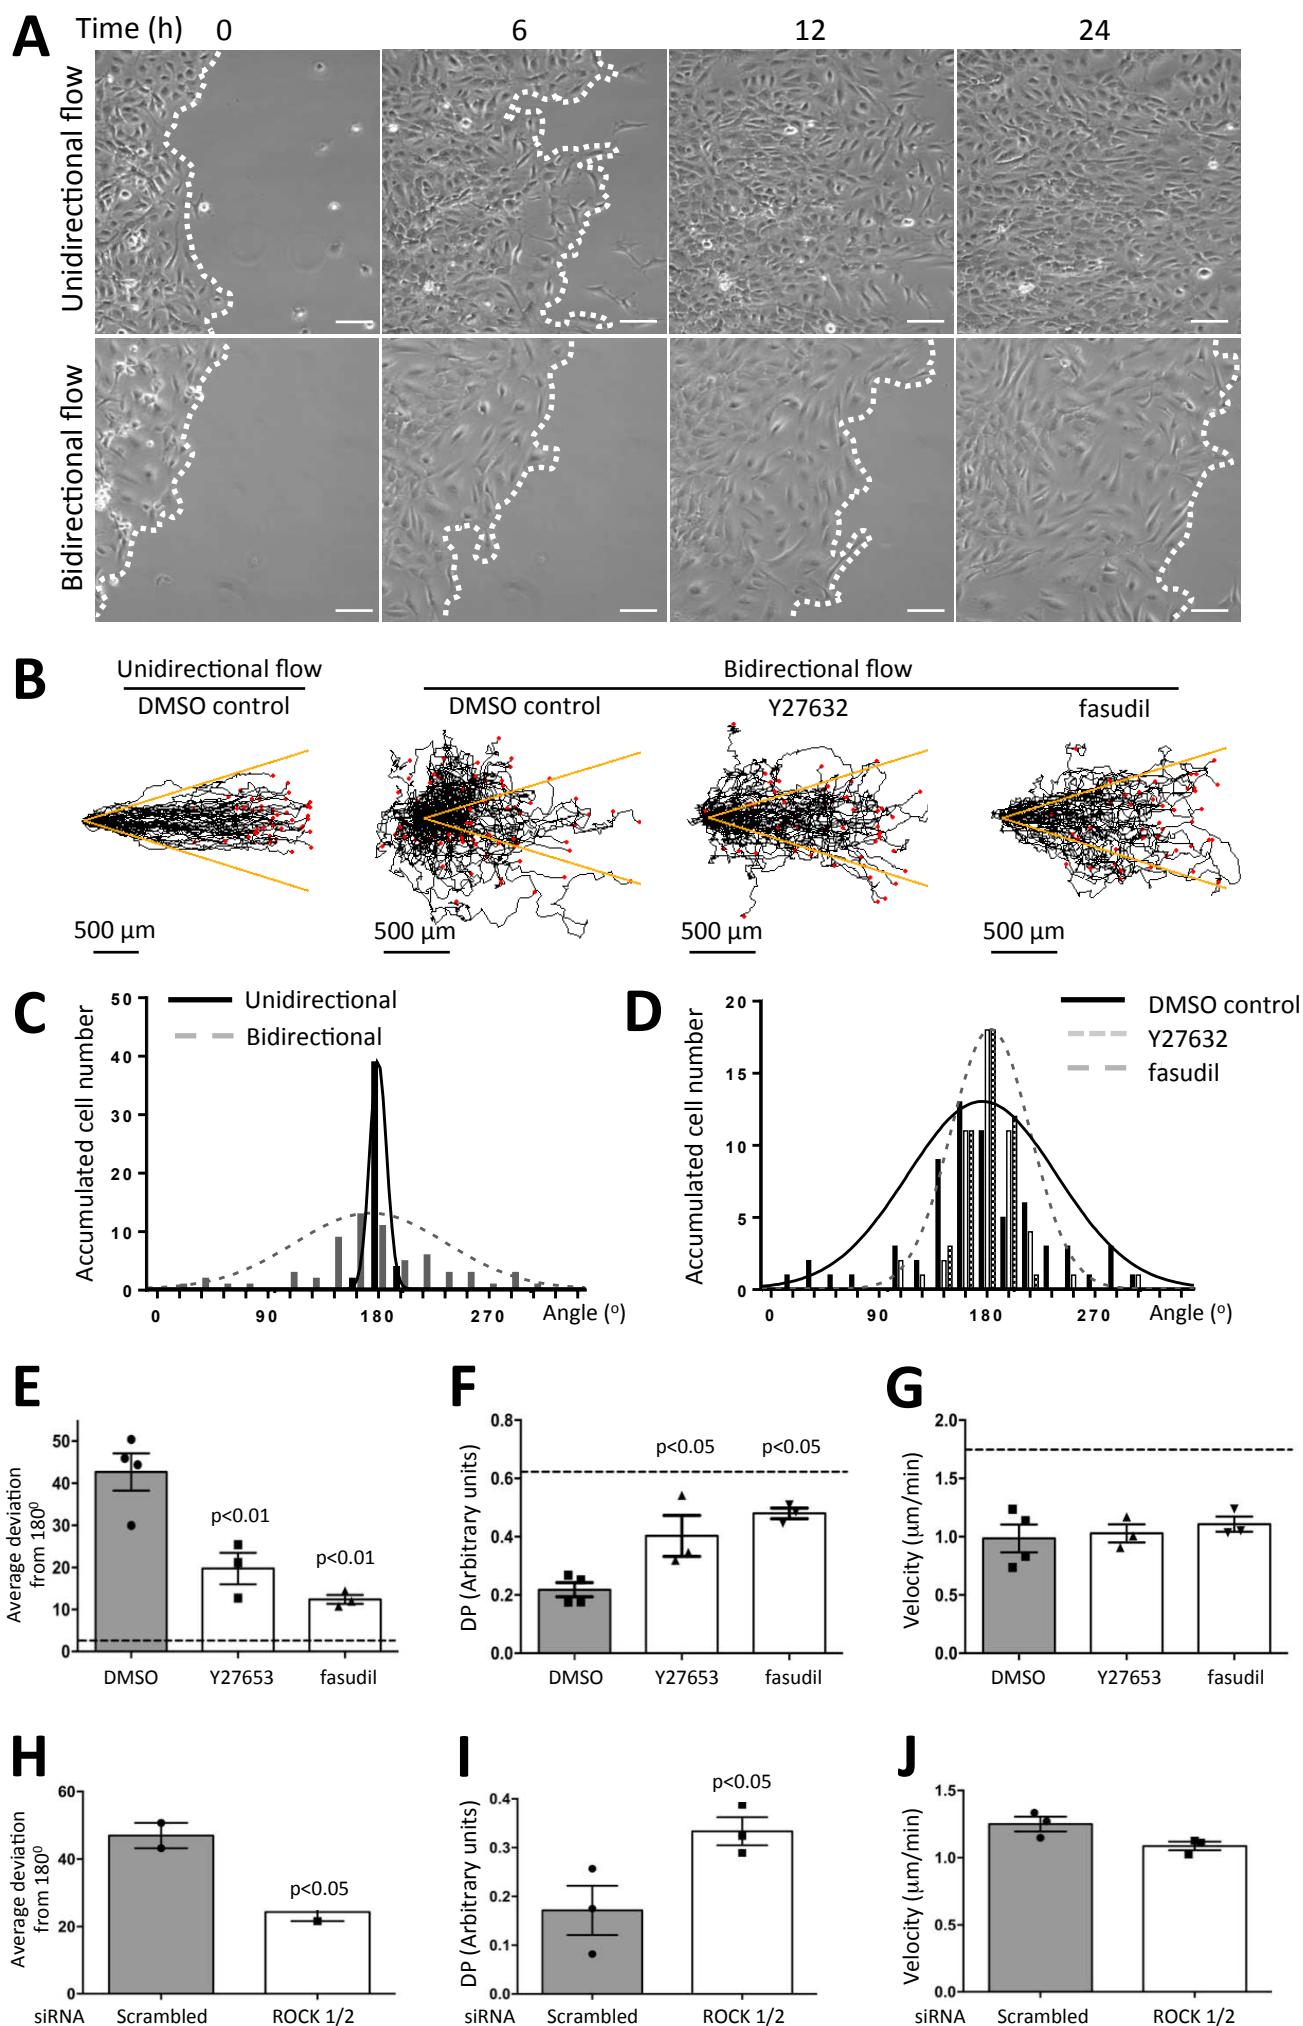 A
Time (h) 0 6 12 24
Unidirectional flow
Bidirectional flow
B
Unidirectional flow Bidirectional flow
DMSO control DMSO control Y27632 fasudil
500 µm 500 µm 500 µm 500 µm
C
Accumulated cell number
50
40
30
20
10
0
Unidirectional
Bidirectional
0 90 180 270 Angle (o)
D
Accumulated cell number
20
15
10
5
0
DMSO control
Y27632
fasudil
0 90 180 270 Angle (o)
E
Average deviation
from 180⁰
50
40
30
20
10
0
p<0.01
p<0.01
DMSO Y27653 fasudil
F
DP (Arbitrary units)
0.8
0.6
0.4
0.2
0.0
p<0.05 p<0.05
DMSO Y27653 fasudil
G
Velocity (µm/min)
2.0
1.5
1.0
0.5
0.0
DMSO Y27653 fasudil
H
Average deviation
from 180⁰
60
40
20
0
p<0.05
siRNA Scrambled ROCK 1/2
I
DP (Arbitrary units)
0.4
0.3
0.2
0.1
0.0
p<0.05
siRNA Scrambled ROCK 1/2
J
Velocity (µm/min)
1.5
1.0
0.5
0.0
siRNA Scrambled ROCK 1/2